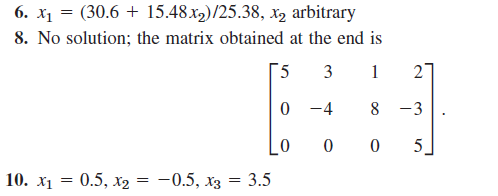 6. x₁ = (30.6 + 15.48x₂)/25.38, x₂ arbitrary
8. No solution; the matrix obtained at the end is
5 3 1 2
0 −4 8 −3
0 0 0 5 .
10. x₁ = 0.5, x₂ = −0.5, x₃ = 3.5